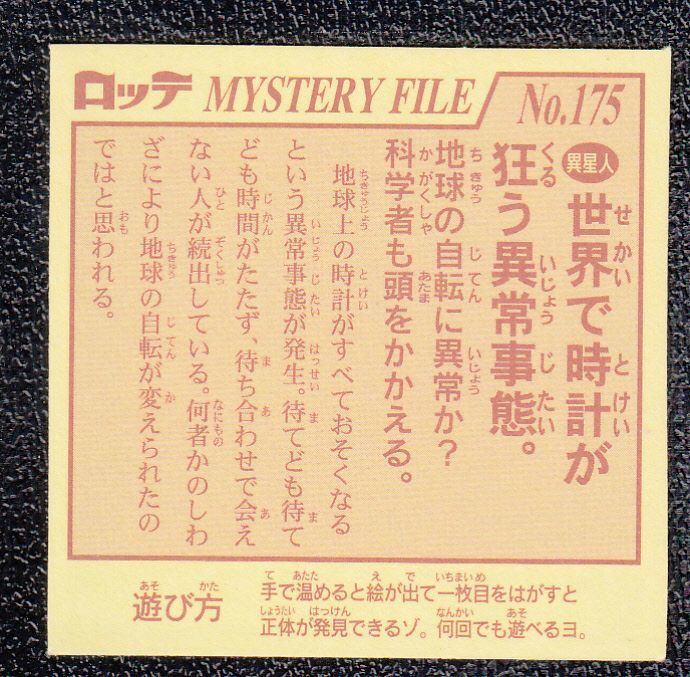 ロッテ MYSTERY FILE No.175
異星人
世界で時計が
狂う異常事態。
地球の自転に異常か?
科学者も頭をかかえる。
地球上の時計がすべておそくなる
という異常事態が発生。待てども待て
ども時間がたたず、待ち合わせで会え
ない人が続出している。何者かのしわ
ざにより地球の自転が変えられたの
ではと思われる。
遊び方
手で温めると絵が出て一枚目をはがすと
正体が発見できるゾ。何回でも遊べるヨ。